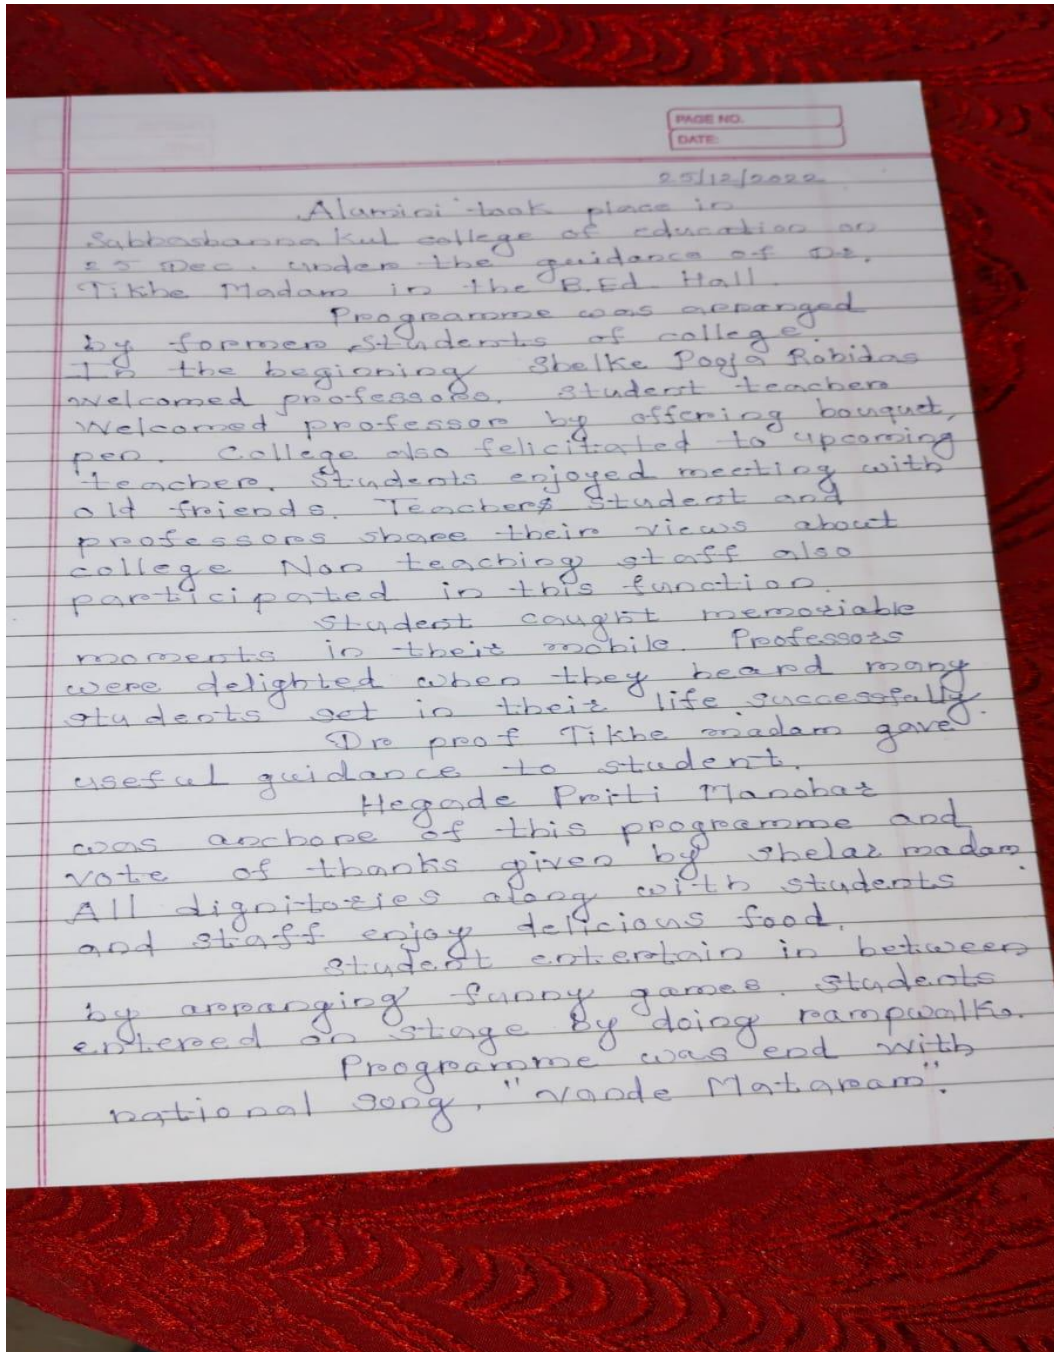 PAGE NO.
DATE:
25/12/2022
Alumini took place in
Subhashanna Kul college of education on
25 Dec. under the guidance of Dr.
Tikhe Madam in the B.Ed. Hall.
Programme was arranged
by former students of college.
In the beginning Shelke Pooja Rohidas
welcomed professors. student teacher
welcomed professor by offering bouquet,
pen. College also felicitrated to upcoming
teacher. Students enjoyed meeting with
old friends. Teachers student and
professors share their views about
college Non teaching staff also
participated in this function.
student caught memoriable
moments in their mobile. Professors
were delighted when they heard many
students set in their life successfully.
Dr prof Tikhe madam gave
useful guidance to student.
Hegade Priti Manohar
was anchore of this programme and
vote of thanks given by shelar madam.
All dignitories along with students
and staff enjoy delicious food.
Student entertain in between
by arranging funny games. students
entered on stage by doing rampwalks.
Programme was end with
national song, "Vande Mataram".